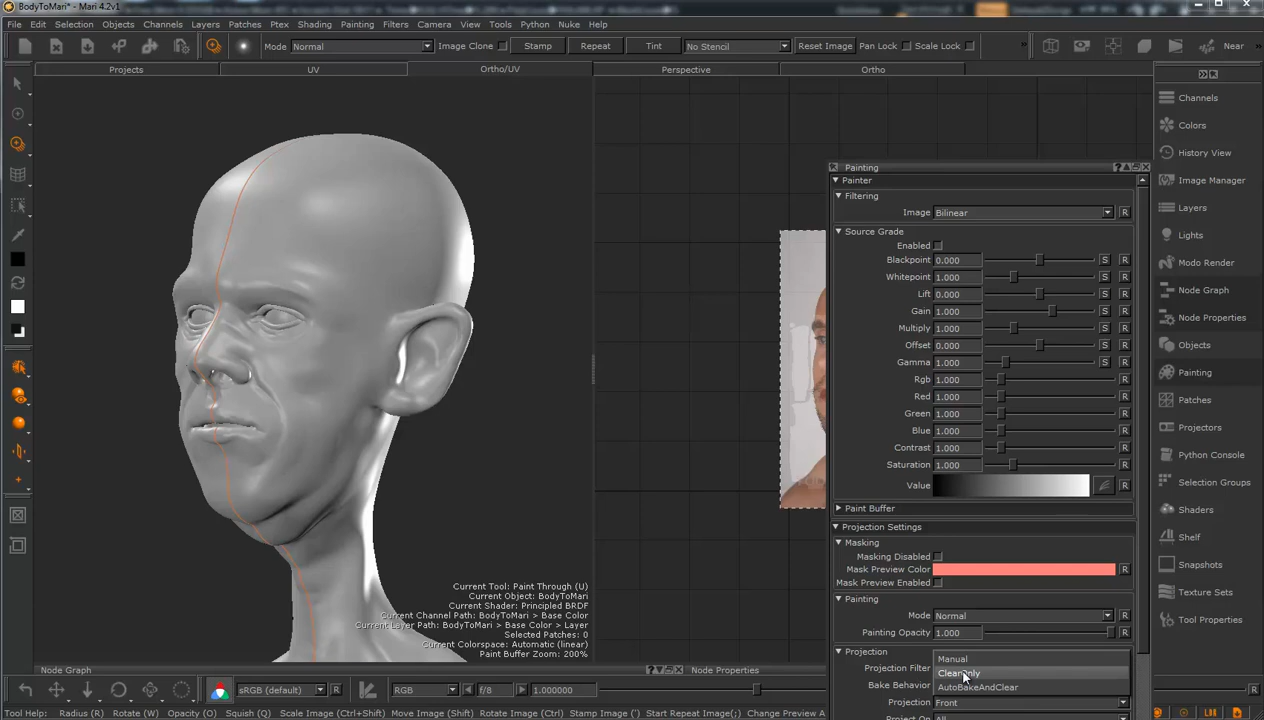 BodyToMari* - Mari 4.2v1
File Edit Selection Objects Channels Layers Patches Ptex Shading Painting Filters Camera View Tools Python Nuke Help
Mode Normal Image Clone Stamp Repeat Tint No Stencil Reset Image Pan Lock Scale Lock Near
Projects UV Ortho/UV Perspective Ortho
Channels
Colors
History View
Image Manager
Layers
Lights
Modo Render
Node Graph
Node Properties
Objects
Painting
Patches
Projectors
Python Console
Selection Groups
Shaders
Shelf
Snapshots
Texture Sets
Tool Properties
Painting
Painter
Filtering
Image Bilinear R
Source Grade
Enabled
Blackpoint 0.000 S R
Whitepoint 1.000 S R
Lift 0.000 S R
Gain 1.000 S R
Multiply 1.000 S R
Offset 0.000 S R
Gamma 1.000 S R
Rgb 1.000 R
Red 1.000 R
Green 1.000 R
Blue 1.000 R
Contrast 1.000 R
Saturation 1.000 R
Value R
Paint Buffer
Projection Settings
Masking
Masking Disabled
Mask Preview Color R
Mask Preview Enabled
Painting
Mode Normal R
Painting Opacity 1.000 R
Projection
Projection Filter
Bake Behavior
Manual
ClearOnly
AutoBakeAndClear
Projection Front
Current Tool: Paint Through (U)
Current Object: BodyToMari
Current Shader: Principled BRDF
Current Channel Path: BodyToMari > Base Color
Current Layer Path: BodyToMari > Base Color > Layer
Selected Patches: 0
Current Colorspace: Automatic (linear)
Paint Buffer Zoom: 200%
Node Graph Node Properties
sRGB (default) R RGB f/8 1.000000 R
Tool Help: Radius (R) Rotate (W) Opacity (O) Squish (Q) Scale Image (Ctrl+Shift) Move Image (Shift) Rotate Image (Ctrl) Stamp Image (;) Start Repeat Image(;) Change Preview A